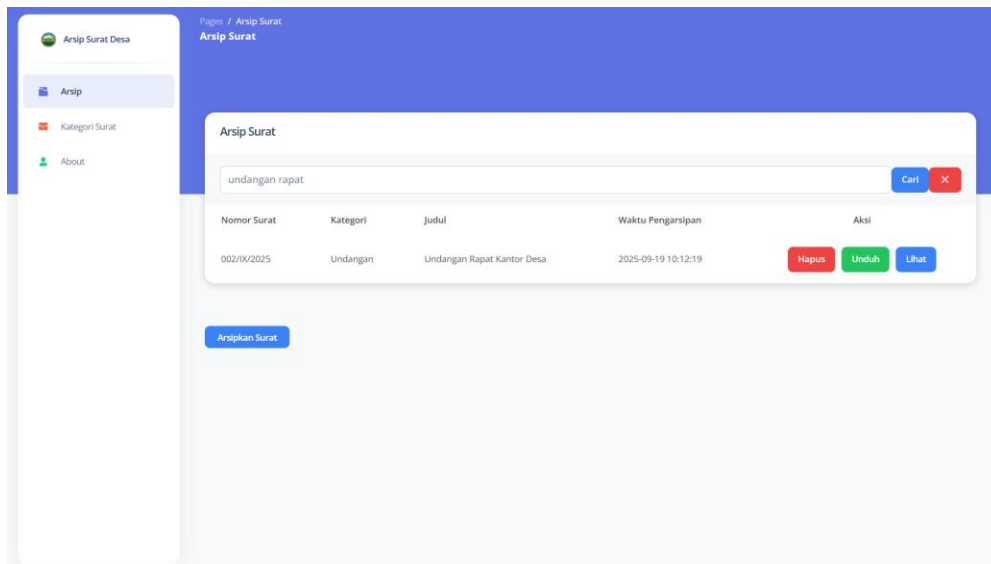 Arsip Surat Desa
Arsip
Kategori Surat
About
Pages / Arsip Surat
Arsip Surat
Arsip Surat
undangan rapat
Cari
Nomor Surat Kategori Judul Waktu Pengarsipan Aksi
002/IX/2025 Undangan Undangan Rapat Kantor Desa 2025-09-19 10:12:19 Hapus Unduh Lihat
Arsipkan Surat